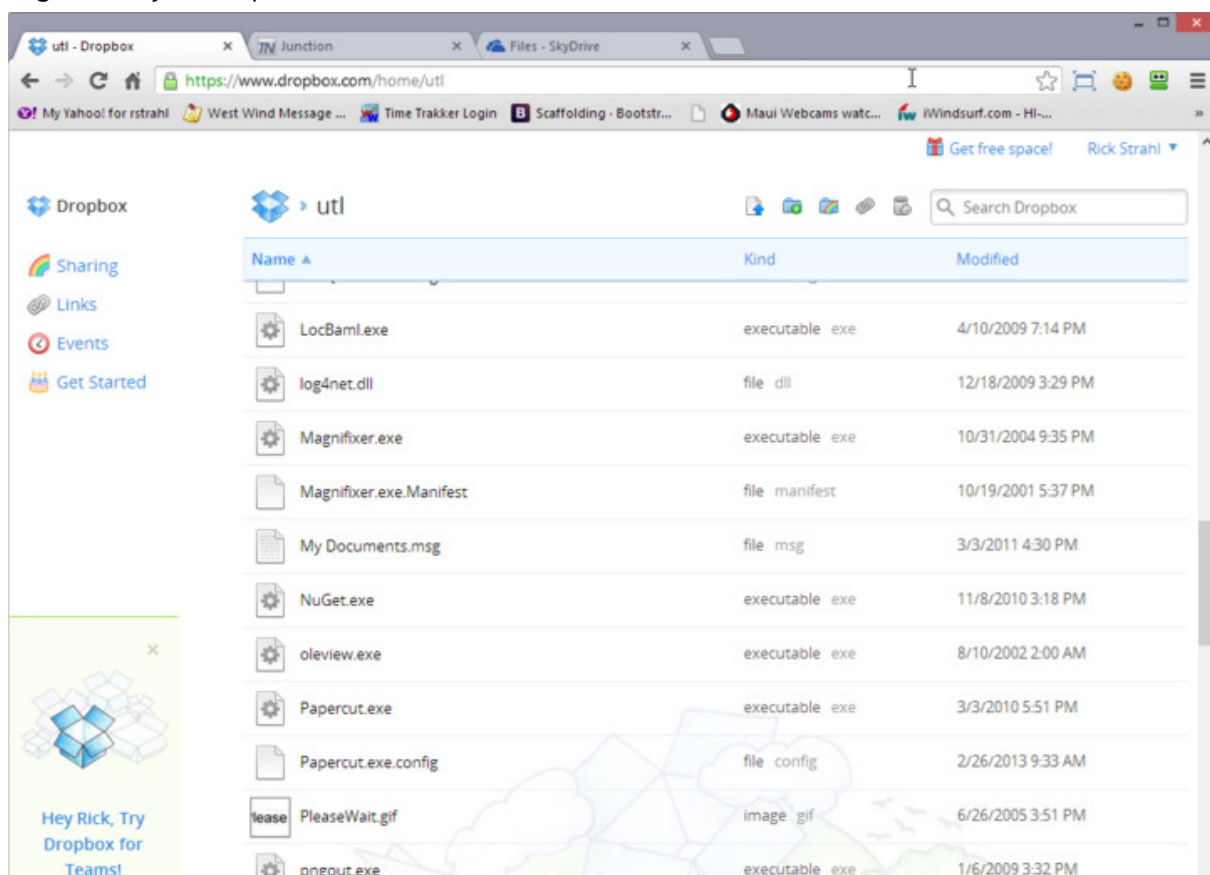 utl - Dropbox
TN Junction
Files - SkyDrive
https://www.dropbox.com/home/utl
My Yahoo! for rstrahl
West Wind Message ...
Time Trakker Login
B Scaffolding · Bootstr...
Maui Webcams watc...
fw iWindsurf.com - HI-...
Get free space!
Rick Strahl
Dropbox
Sharing
Links
Events
Get Started
› utl
Search Dropbox
Name Kind Modified
LocBaml.exe executable exe 4/10/2009 7:14 PM
log4net.dll file dll 12/18/2009 3:29 PM
Magnifixer.exe executable exe 10/31/2004 9:35 PM
Magnifixer.exe.Manifest file manifest 10/19/2001 5:37 PM
My Documents.msg file msg 3/3/2011 4:30 PM
NuGet.exe executable exe 11/8/2010 3:18 PM
oleview.exe executable exe 8/10/2002 2:00 AM
Papercut.exe executable exe 3/3/2010 5:51 PM
Papercut.exe.config file config 2/26/2013 9:33 AM
PleaseWait.gif image gif 6/26/2005 3:51 PM
pngout.exe executable exe 1/6/2009 3:32 PM
Hey Rick, Try
Dropbox for
Teams!